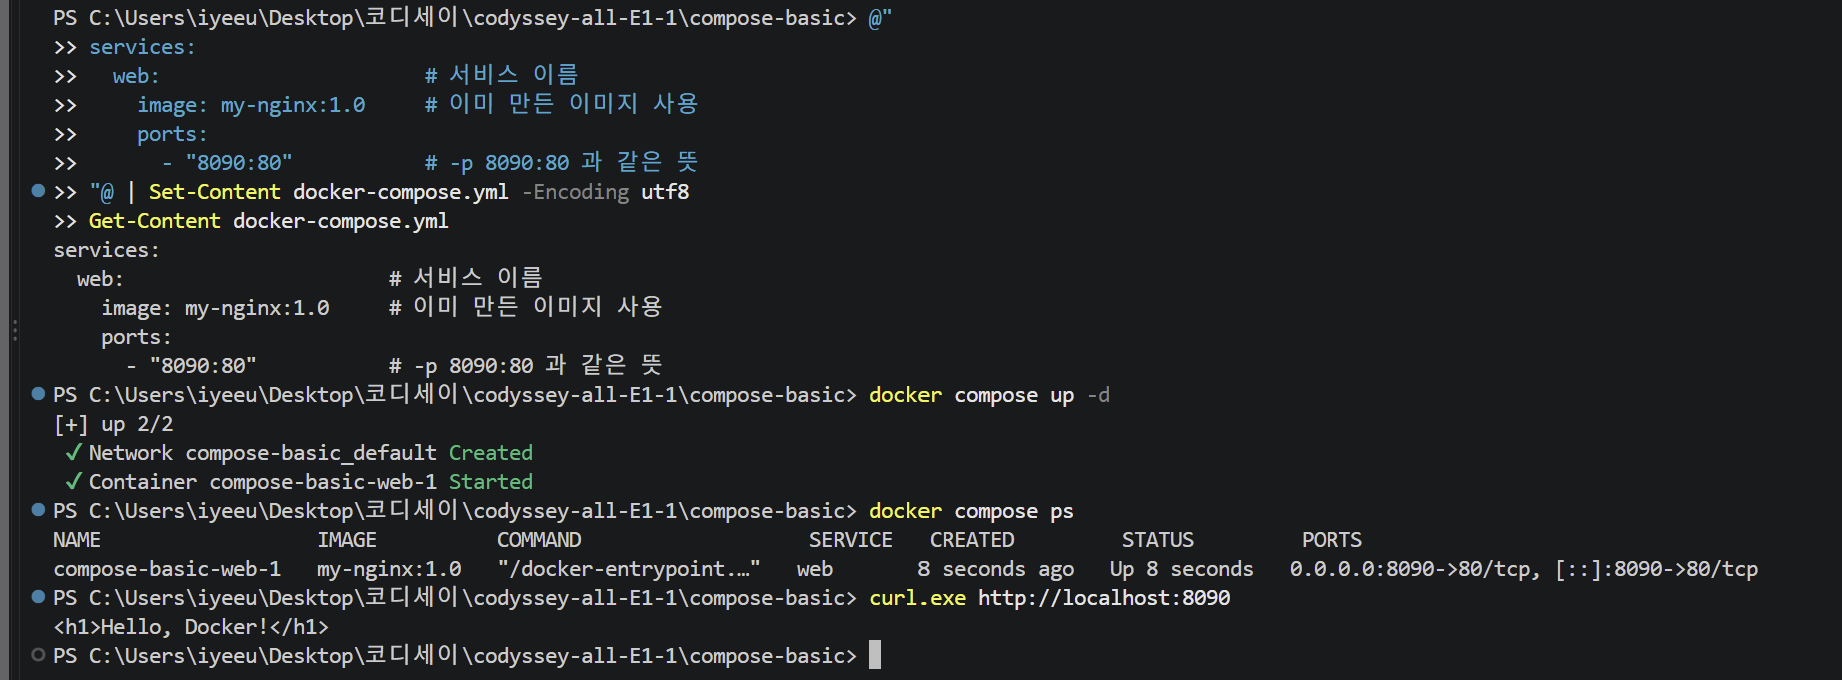 PS C:\Users\iyeeu\Desktop\코디세이\codyssey-all-E1-1\compose-basic> @"
>> services:
>>   web:                      # 서비스 이름
>>     image: my-nginx:1.0     # 이미 만든 이미지 사용
>>     ports:
>>       - "8090:80"           # -p 8090:80 과 같은 뜻
>> "@ | Set-Content docker-compose.yml -Encoding utf8
>> Get-Content docker-compose.yml
services:
  web:                      # 서비스 이름
    image: my-nginx:1.0     # 이미 만든 이미지 사용
    ports:
      - "8090:80"           # -p 8090:80 과 같은 뜻
PS C:\Users\iyeeu\Desktop\코디세이\codyssey-all-E1-1\compose-basic> docker compose up -d
[+] up 2/2
 ✓ Network compose-basic_default Created
 ✓ Container compose-basic-web-1 Started
PS C:\Users\iyeeu\Desktop\코디세이\codyssey-all-E1-1\compose-basic> docker compose ps
NAME                  IMAGE          COMMAND                   SERVICE   CREATED         STATUS         PORTS
compose-basic-web-1   my-nginx:1.0   "/docker-entrypoint.…"   web       8 seconds ago   Up 8 seconds   0.0.0.0:8090->80/tcp, [::]:8090->80/tcp
PS C:\Users\iyeeu\Desktop\코디세이\codyssey-all-E1-1\compose-basic> curl.exe http://localhost:8090
<h1>Hello, Docker!</h1>
PS C:\Users\iyeeu\Desktop\코디세이\codyssey-all-E1-1\compose-basic>